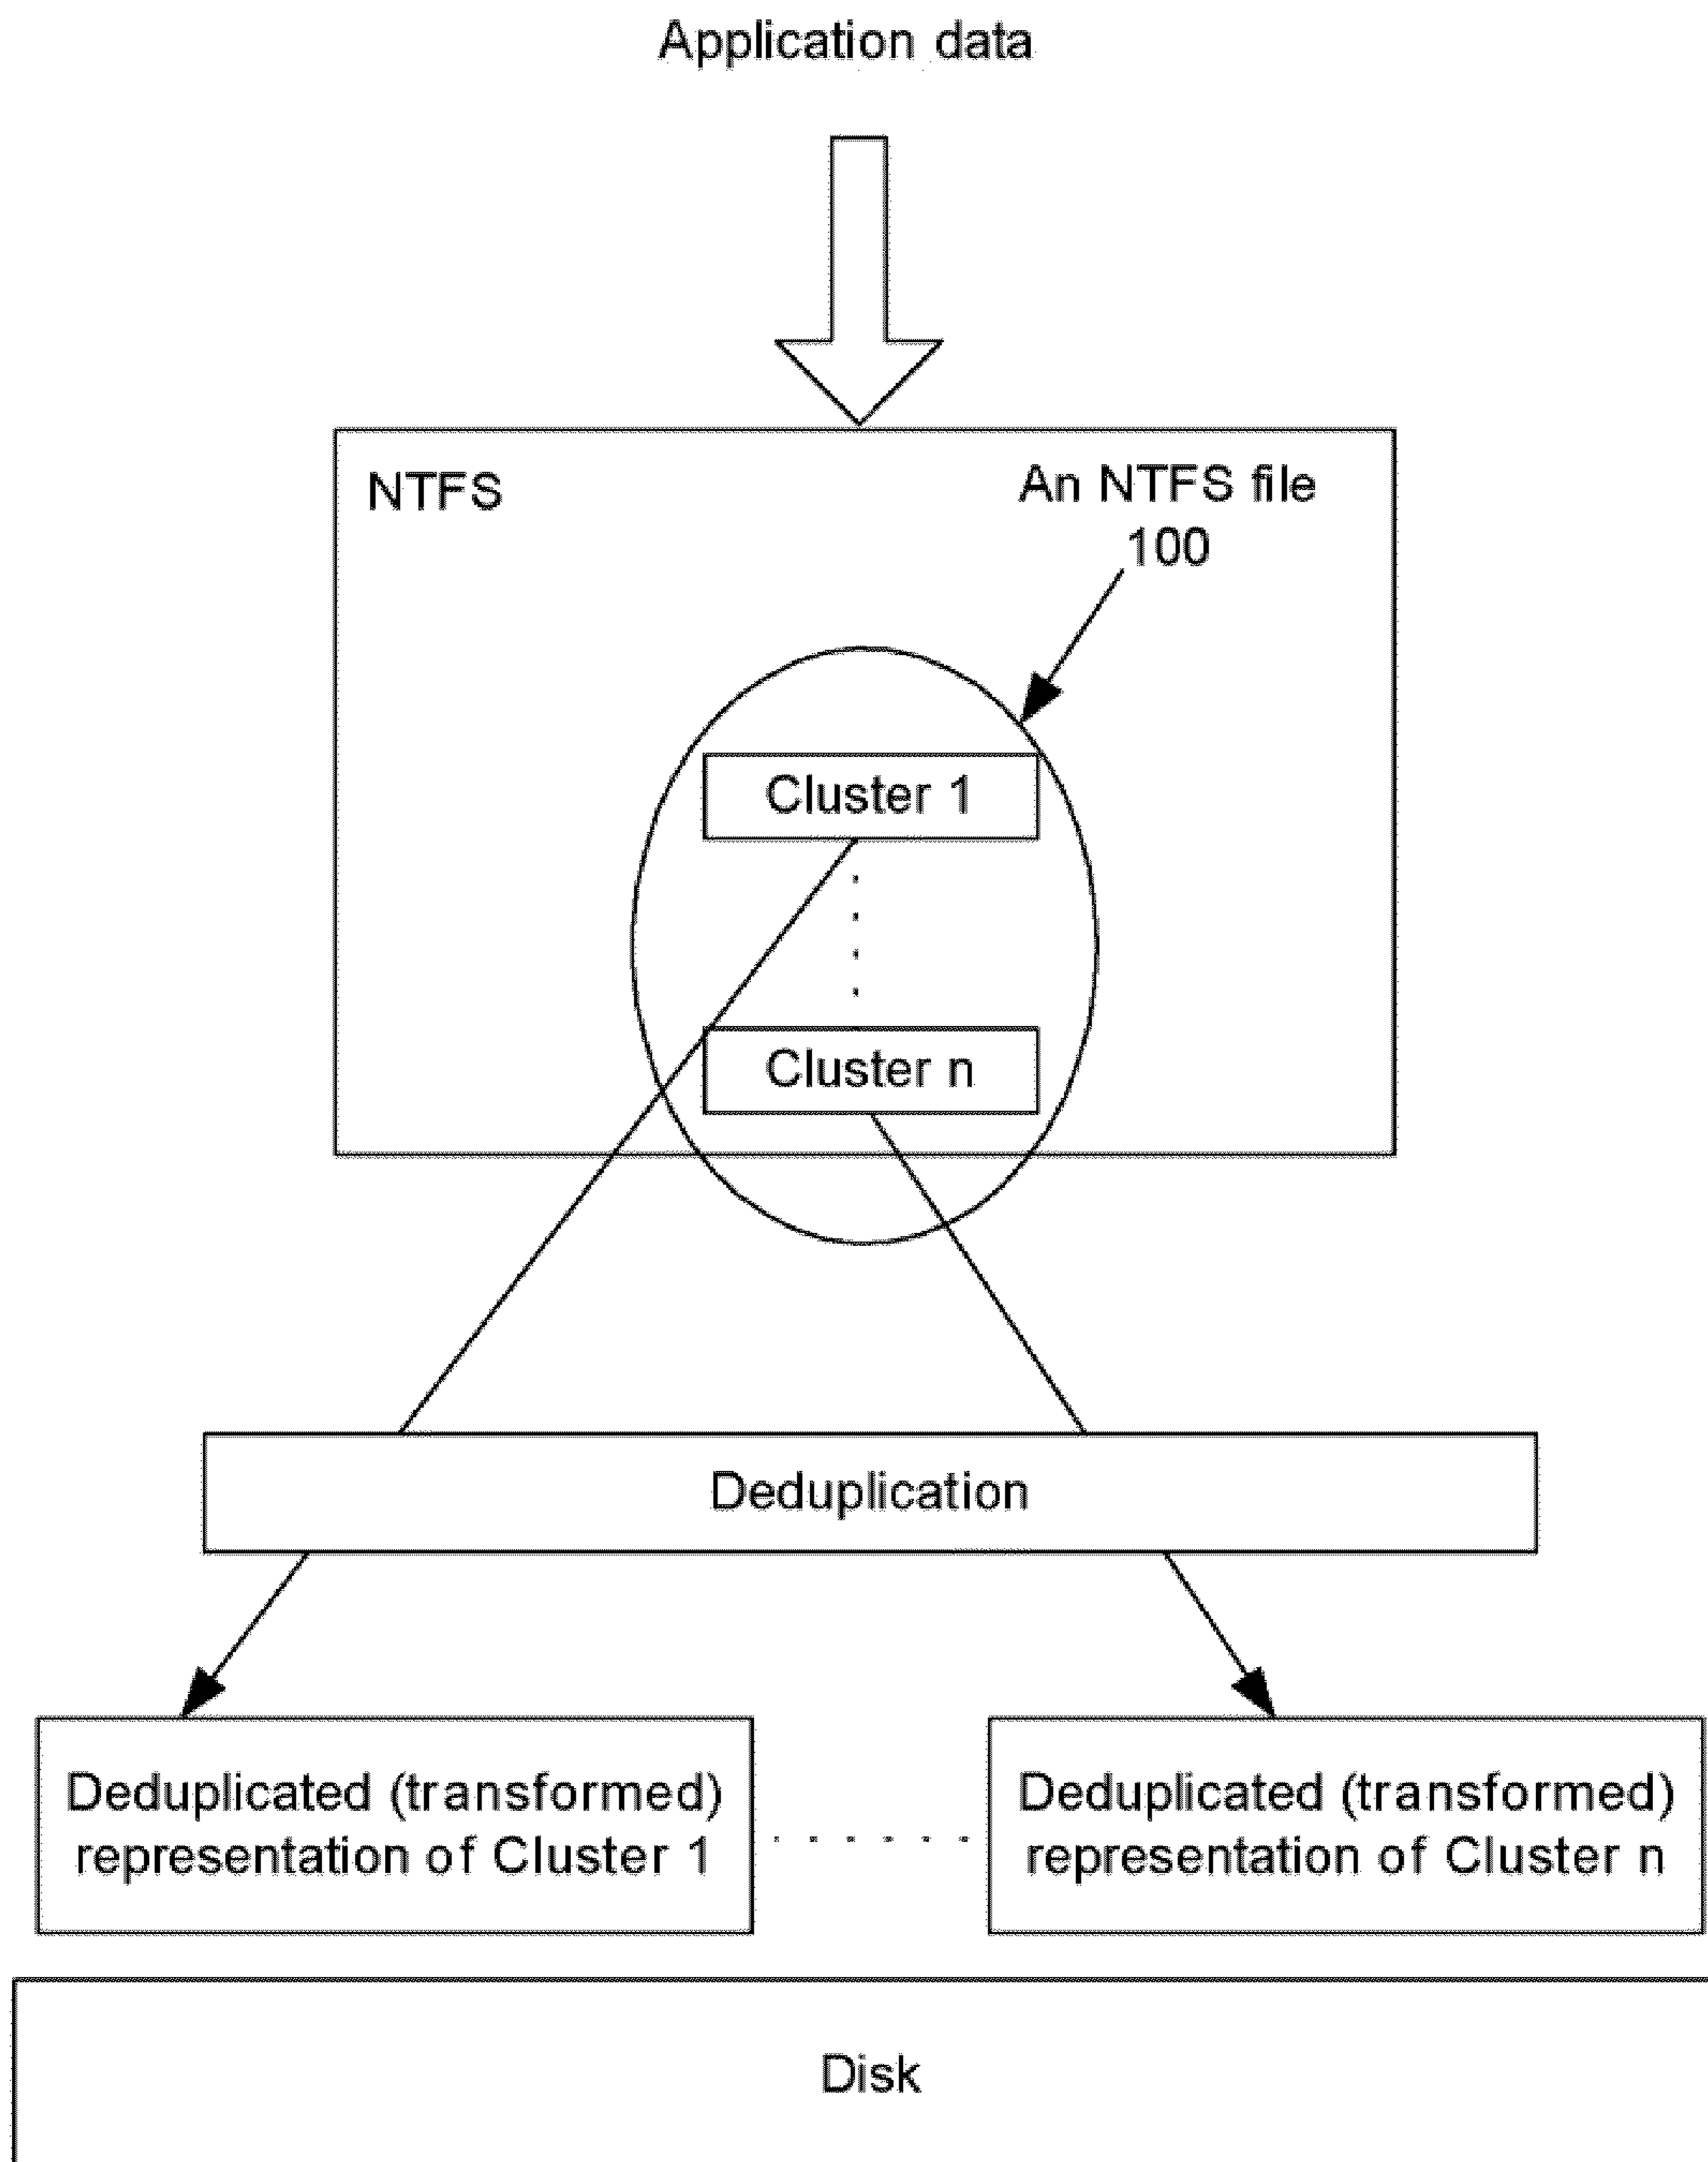 Application data
NTFS
An NTFS file
100
Cluster 1
Cluster n
Deduplication
Deduplicated (transformed)
representation of Cluster 1
Deduplicated (transformed)
representation of Cluster n
Disk